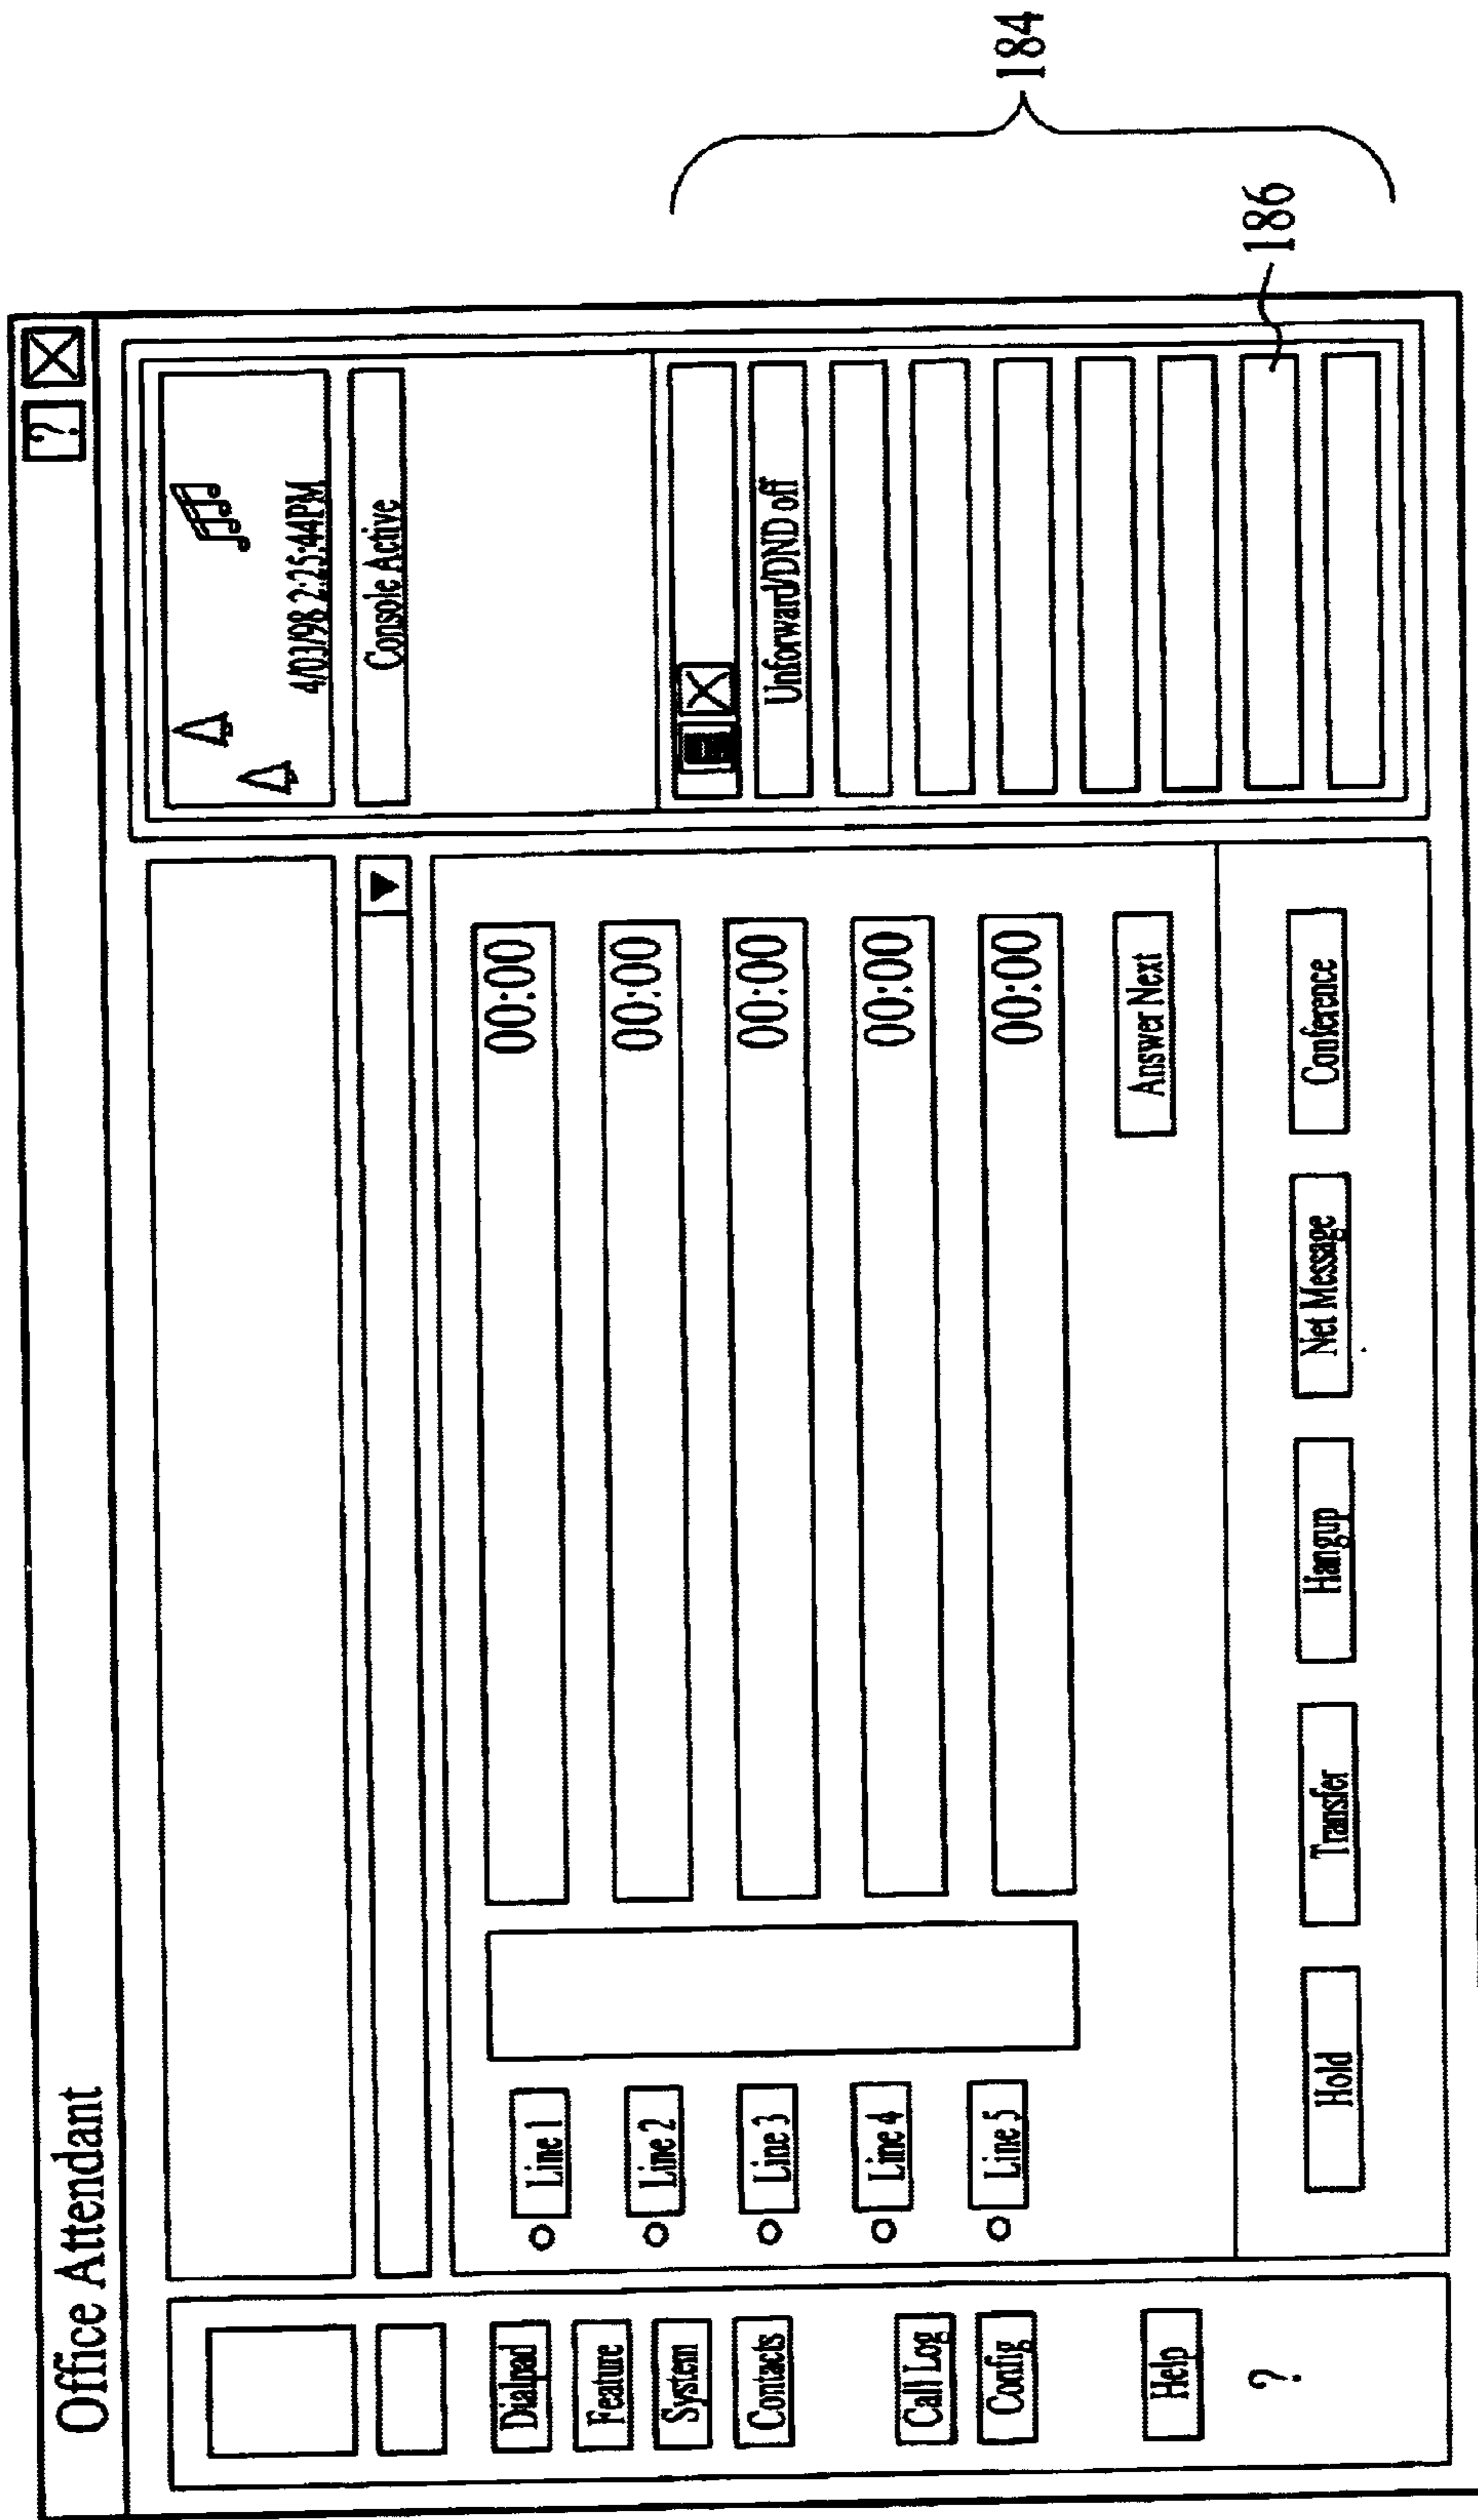 Office Attendant
? X
4/03/98 2:25:44PM
Console Active
Unforward/DND off
Dialpad
Feature
System
Contacts
Call Log
Config
Help
?
Line 1 00:00
Line 2 00:00
Line 3 00:00
Line 4 00:00
Line 5 00:00
Answer Next
Hold Transfer Hangup Net Message Conference
184
186